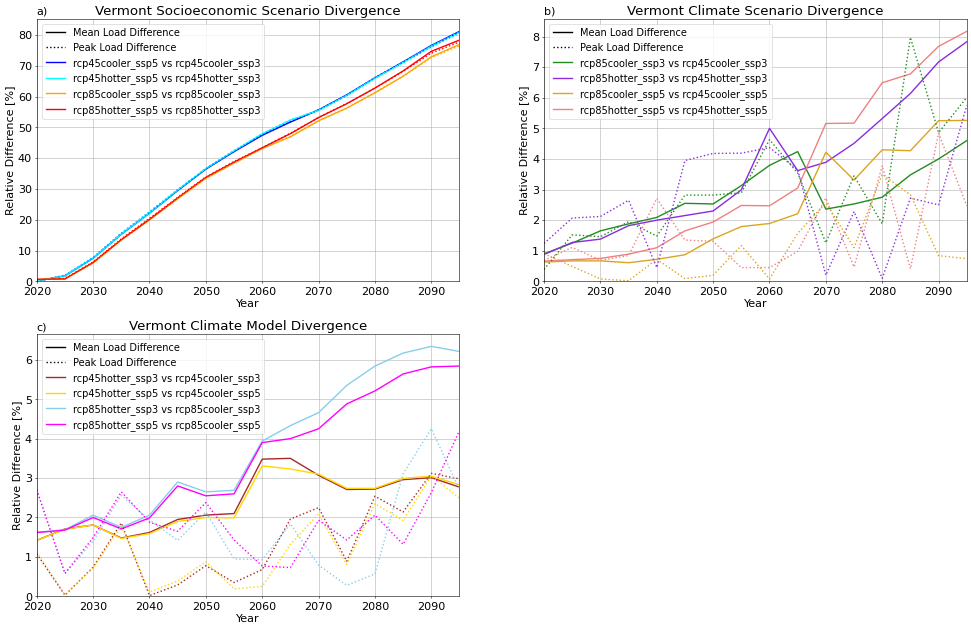 a) Vermont Socioeconomic Scenario Divergence
Mean Load Difference
Peak Load Difference
rcp45cooler_ssp5 vs rcp45cooler_ssp3
rcp45hotter_ssp5 vs rcp45hotter_ssp3
rcp85cooler_ssp5 vs rcp85cooler_ssp3
rcp85hotter_ssp5 vs rcp85hotter_ssp3
Relative Difference [%]
80
70
60
50
40
30
20
10
0
2020 2030 2040 2050 2060 2070 2080 2090
Year
b) Vermont Climate Scenario Divergence
Mean Load Difference
Peak Load Difference
rcp85cooler_ssp3 vs rcp45cooler_ssp3
rcp85hotter_ssp3 vs rcp45hotter_ssp3
rcp85cooler_ssp5 vs rcp45cooler_ssp5
rcp85hotter_ssp5 vs rcp45hotter_ssp5
Relative Difference [%]
8
7
6
5
4
3
2
1
0
2020 2030 2040 2050 2060 2070 2080 2090
Year
c) Vermont Climate Model Divergence
Mean Load Difference
Peak Load Difference
rcp45hotter_ssp3 vs rcp45cooler_ssp3
rcp45hotter_ssp5 vs rcp45cooler_ssp5
rcp85hotter_ssp3 vs rcp85cooler_ssp3
rcp85hotter_ssp5 vs rcp85cooler_ssp5
Relative Difference [%]
6
5
4
3
2
1
0
2020 2030 2040 2050 2060 2070 2080 2090
Year